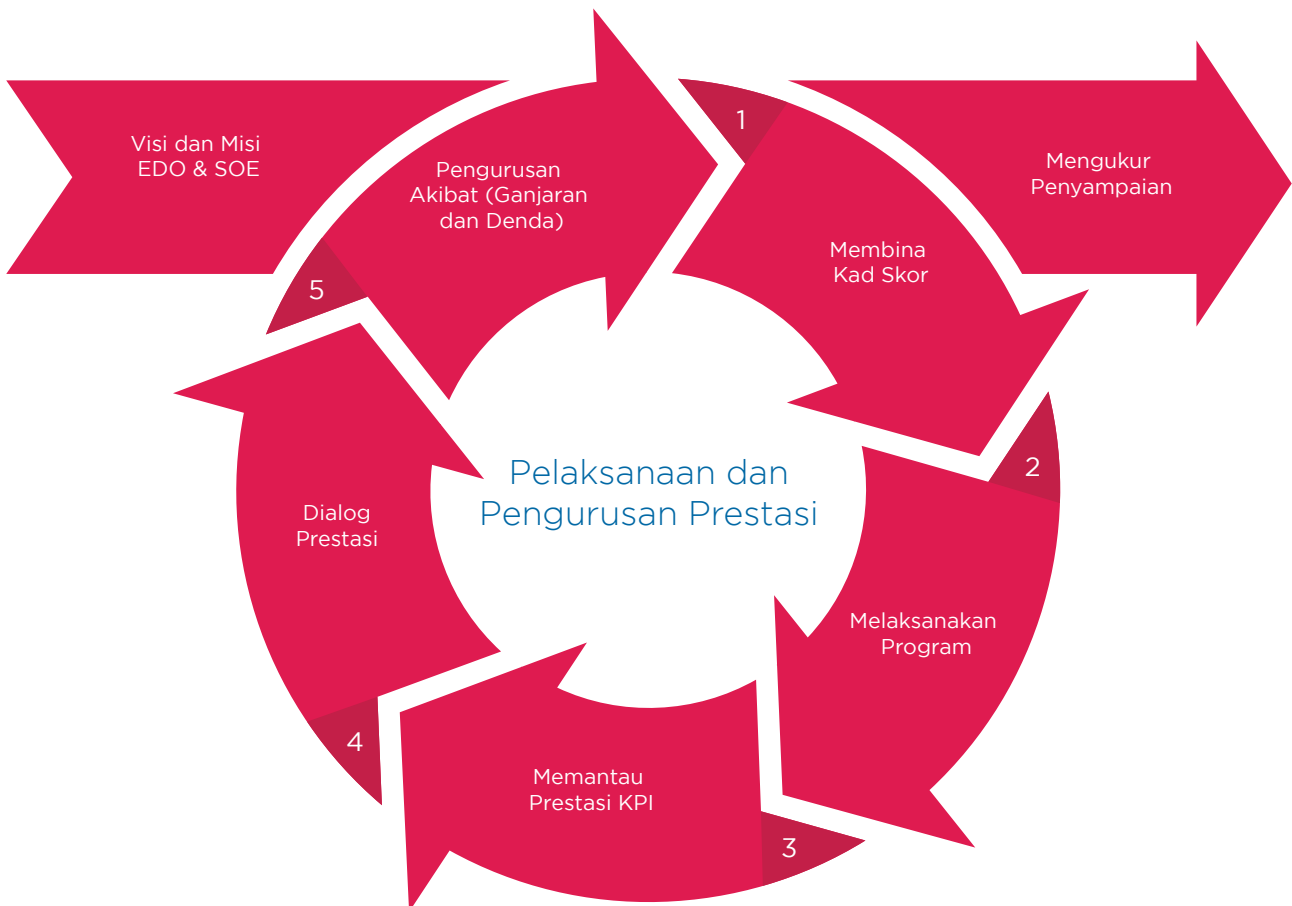 Visi dan Misi
EDO & SOE
Pengurusan
Akibat (Ganjaran
dan Denda)
1
Mengukur
Penyampaian
Membina
Kad Skor
5
2
Pelaksanaan dan
Pengurusan Prestasi
Dialog
Prestasi
Melaksanakan
Program
4
Memantau
Prestasi KPI
3